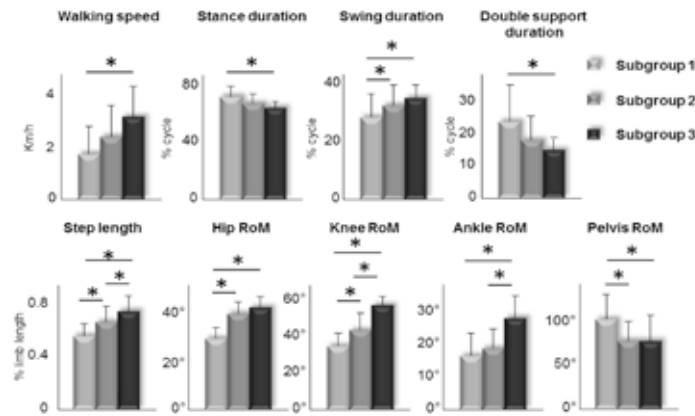 Walking speed
Stance duration
Swing duration
Double support
duration
Subgroup 1
Subgroup 2
Subgroup 3
*
*
*
*
*
4
2
0
Km/h
80
40
0
% cycle
40
20
0
% cycle
30
20
10
0
% cycle
Step length
Hip RoM
Knee RoM
Ankle RoM
Pelvis RoM
*
*
*
*
*
*
*
*
*
*
*
*
0.8
0.4
0
% limb length
40°
20°
0°
60°
40°
20°
0°
30°
20°
10°
0°
100°
50°
0°